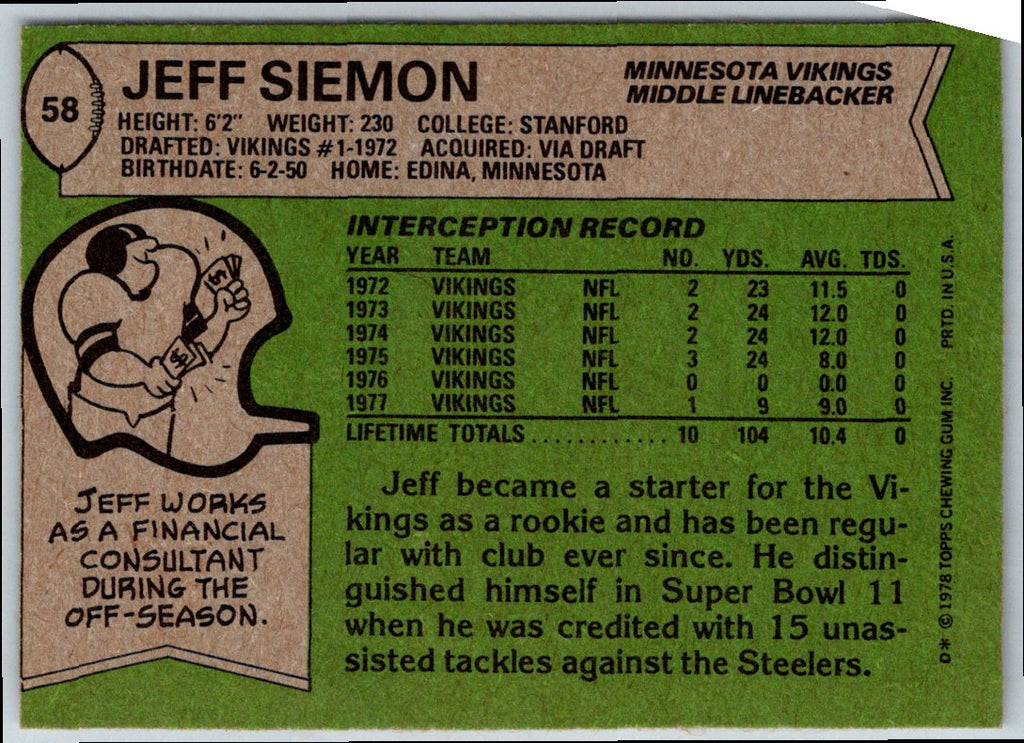 58
JEFF SIEMON
MINNESOTA VIKINGS
MIDDLE LINEBACKER
HEIGHT: 6'2" WEIGHT: 230 COLLEGE: STANFORD
DRAFTED: VIKINGS #1-1972 ACQUIRED: VIA DRAFT
BIRTHDATE: 6-2-50 HOME: EDINA, MINNESOTA
INTERCEPTION RECORD
YEAR TEAM NO. YDS. AVG. TDS.
1972 VIKINGS NFL 2 23 11.5 0
1973 VIKINGS NFL 2 24 12.0 0
1974 VIKINGS NFL 2 24 12.0 0
1975 VIKINGS NFL 3 24 8.0 0
1976 VIKINGS NFL 0 0 0.0 0
1977 VIKINGS NFL 1 9 9.0 0
LIFETIME TOTALS ............ 10 104 10.4 0
$
$
JEFF WORKS
AS A FINANCIAL
CONSULTANT
DURING THE
OFF-SEASON.
Jeff became a starter for the Vi-
kings as a rookie and has been regu-
lar with club ever since. He distin-
guished himself in Super Bowl 11
when he was credited with 15 unas-
sisted tackles against the Steelers.
D* © 1978 TOPPS CHEWING GUM INC. PRTD. IN U.S.A.